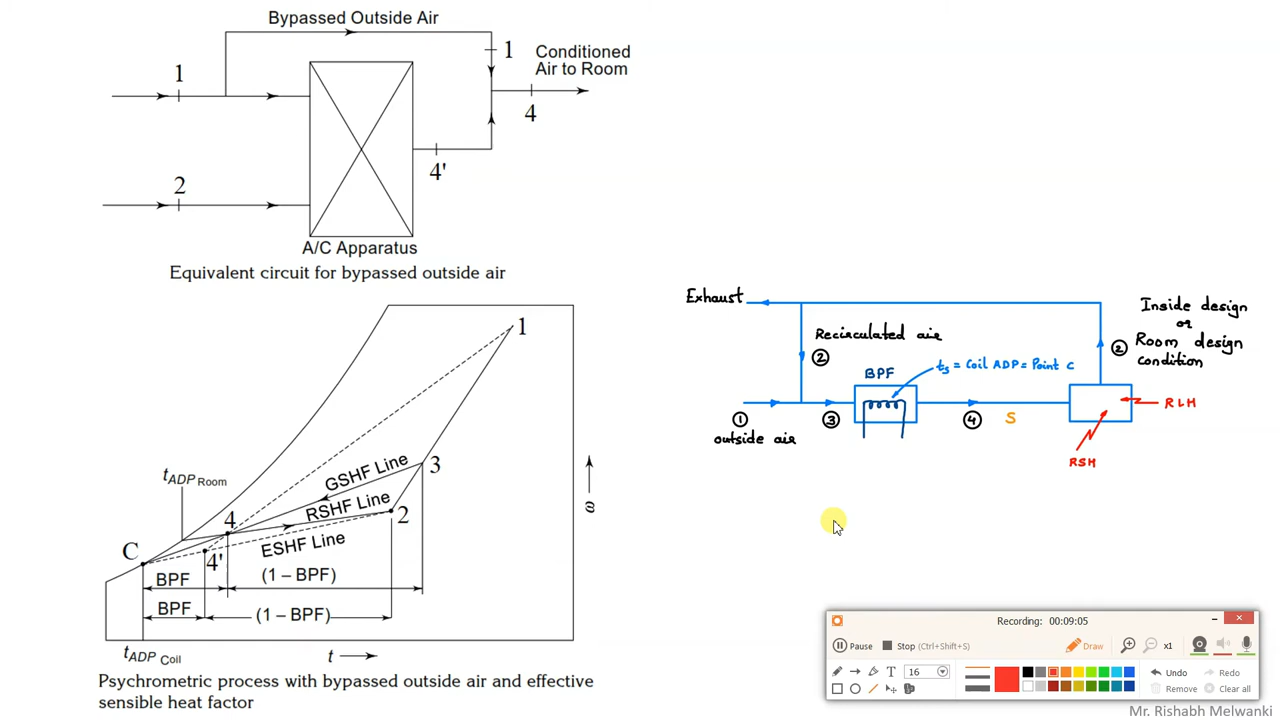 Bypassed Outside Air
1
1
Conditioned
Air to Room
4
4'
2
A/C Apparatus
Equivalent circuit for bypassed outside air
1
t ADP Room
GSHF Line
3
RSHF Line
4
2
C
4'
ESHF Line
ω
BPF
(1 – BPF)
BPF
(1 – BPF)
t ADP Coil
t
Psychrometric process with bypassed outside air and effective
sensible heat factor
Exhaust
Inside design
or
② Room design
condition
Recirculated air
②
BPF
ts = Coil ADP = Point C
① 
outside air
③
④
S
RLH
RSH
Recording: 00:09:05
Pause
Stop (Ctrl+Shift+S)
Draw
x1
T
16
Undo
Redo
Remove
Clear all
Mr. Rishabh Melwanki